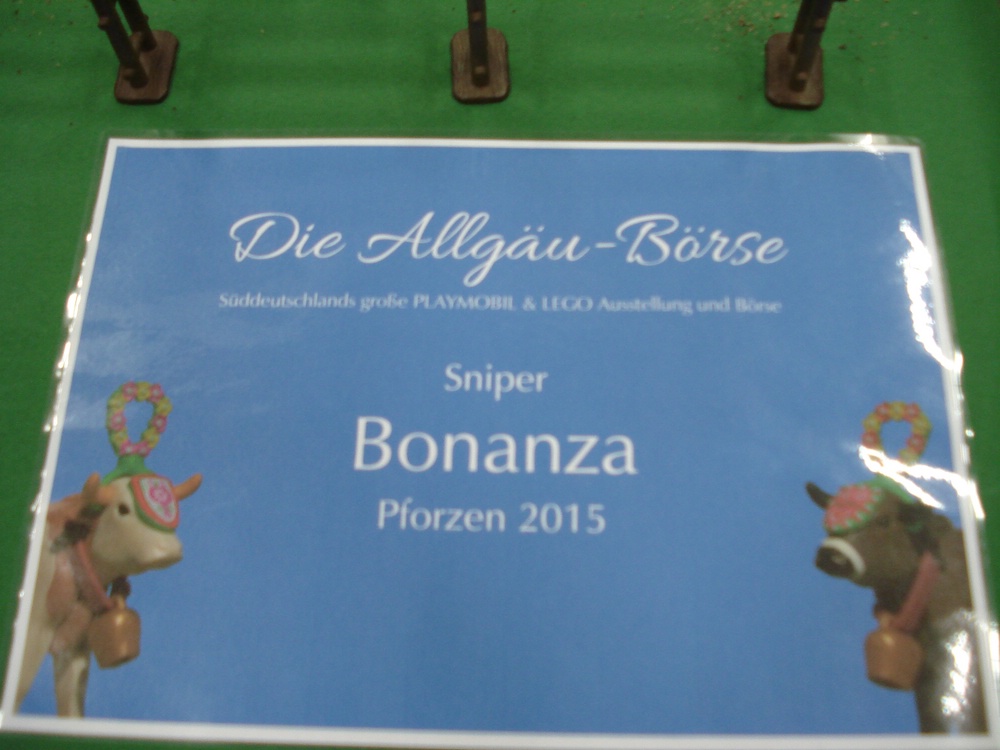 Die Allgäu-Börse
Süddeutschlands große PLAYMOBIL & LEGO Ausstellung und Börse
Sniper
Bonanza
Pforzen 2015